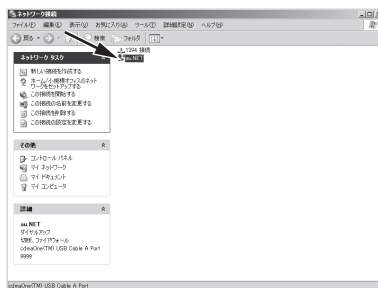 ネットワーク接続
ファイル(F) 編集(E) 表示(V) お気に入り(A) ツール(T) 詳細設定(N) ヘルプ(H)
戻る 検索 フォルダ
1394 接続
au.NET
ネットワーク タスク
新しい接続を作成する
ホーム/小規模オフィスのネット
ワークをセットアップする
この接続を開始する
この接続の名前を変更する
この接続を削除する
この接続の設定を変更する
その他
コントロール パネル
マイ ネットワーク
マイ ドキュメント
マイ コンピュータ
詳細
au.NET
ダイヤルアップ
切断, ファイアウォール
cdmaOne(TM) USB Cable A Port
9999
cdmaOne(TM) USB Cable A Port